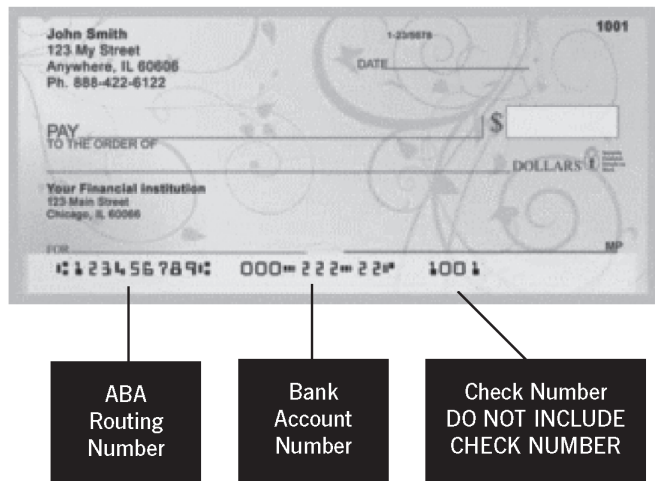 John Smith
1001
123 My Street
1-23/5678
Anywhere, IL 60606
DATE
Ph. 888-422-6122
PAY
TO THE ORDER OF
$
DOLLARS
Your Financial Institution
123 Main Street
Chicago, IL 60066
FOR
MP
⑆123456789⑆ 000⑉222⑉22⑈ 1001
ABA
Routing
Number
Bank
Account
Number
Check Number
DO NOT INCLUDE
CHECK NUMBER